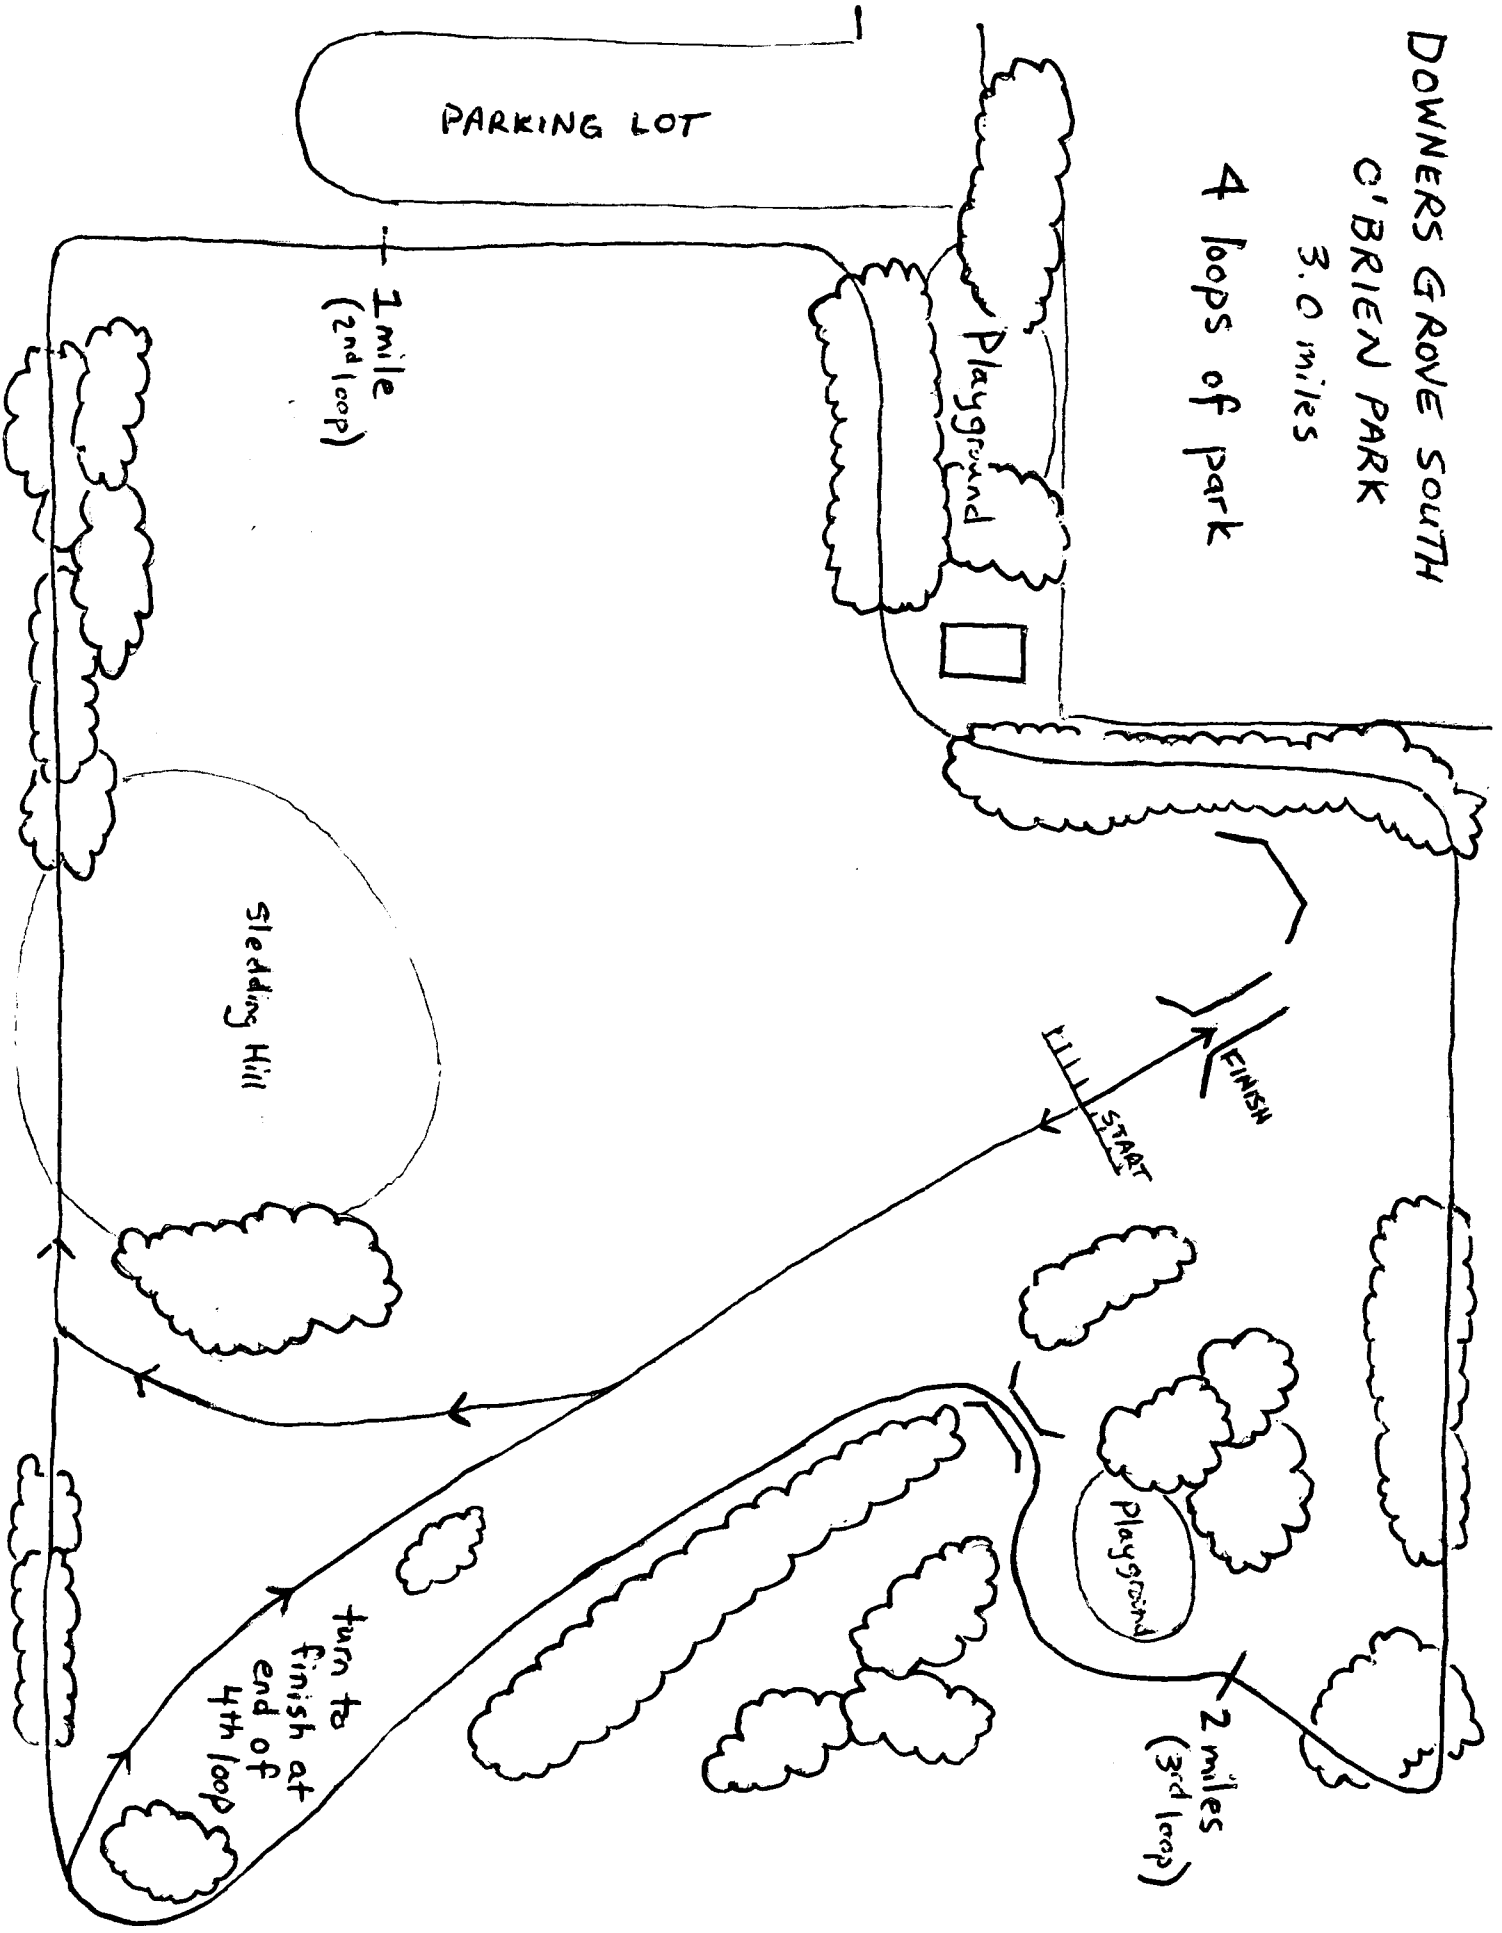 DOWNERS GROVE SOUTH
O'BRIEN PARK
3.0 miles
4 loops of park
PARKING LOT
Playground
1 mile
(2nd loop)
Sledding Hill
FINISH
START
Playground
2 miles
(3rd loop)
turn to
finish at
end of
4th loop